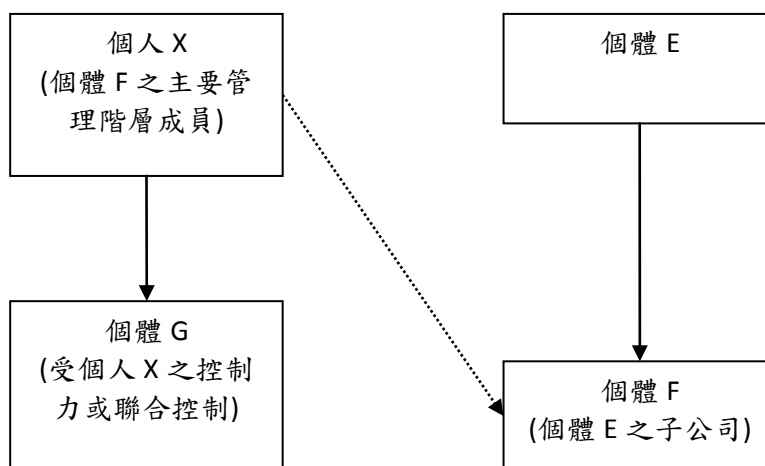 個人 X
(個體 F 之主要管
理階層成員)
個體 E
個體 G
(受個人 X 之控制
力或聯合控制)
個體 F
(個體 E 之子公司)